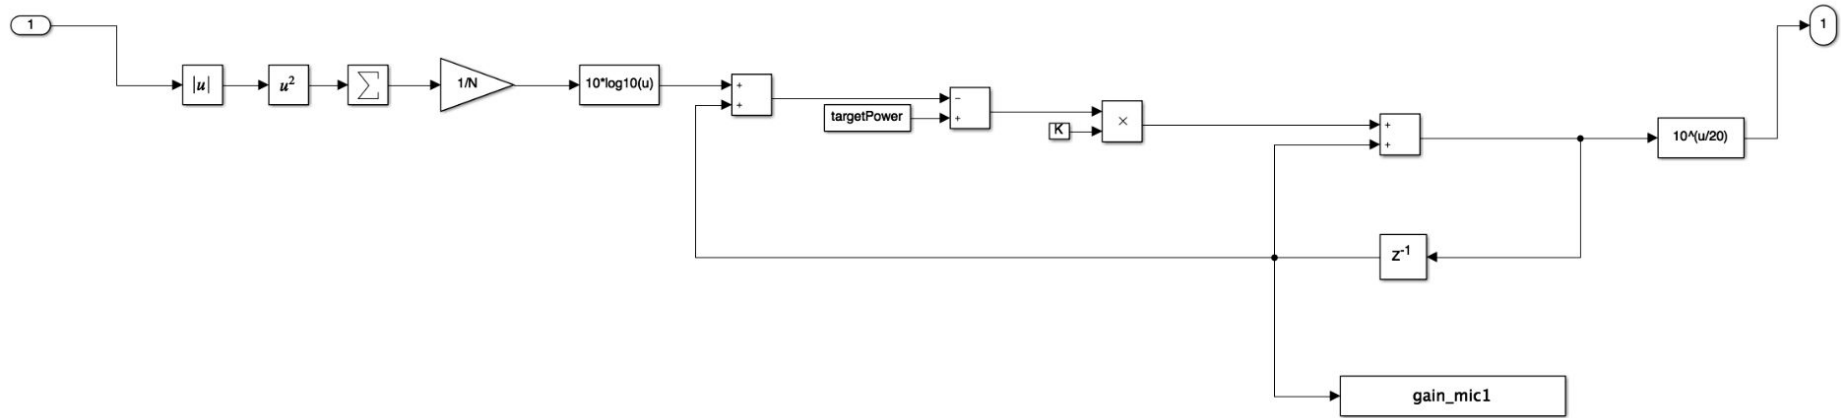 1
1
|u|
u²
∑
1/N
10*log10(u)
+
+
targetPower
−
+
K
×
+
+
10^(u/20)
z⁻¹
gain_mic1